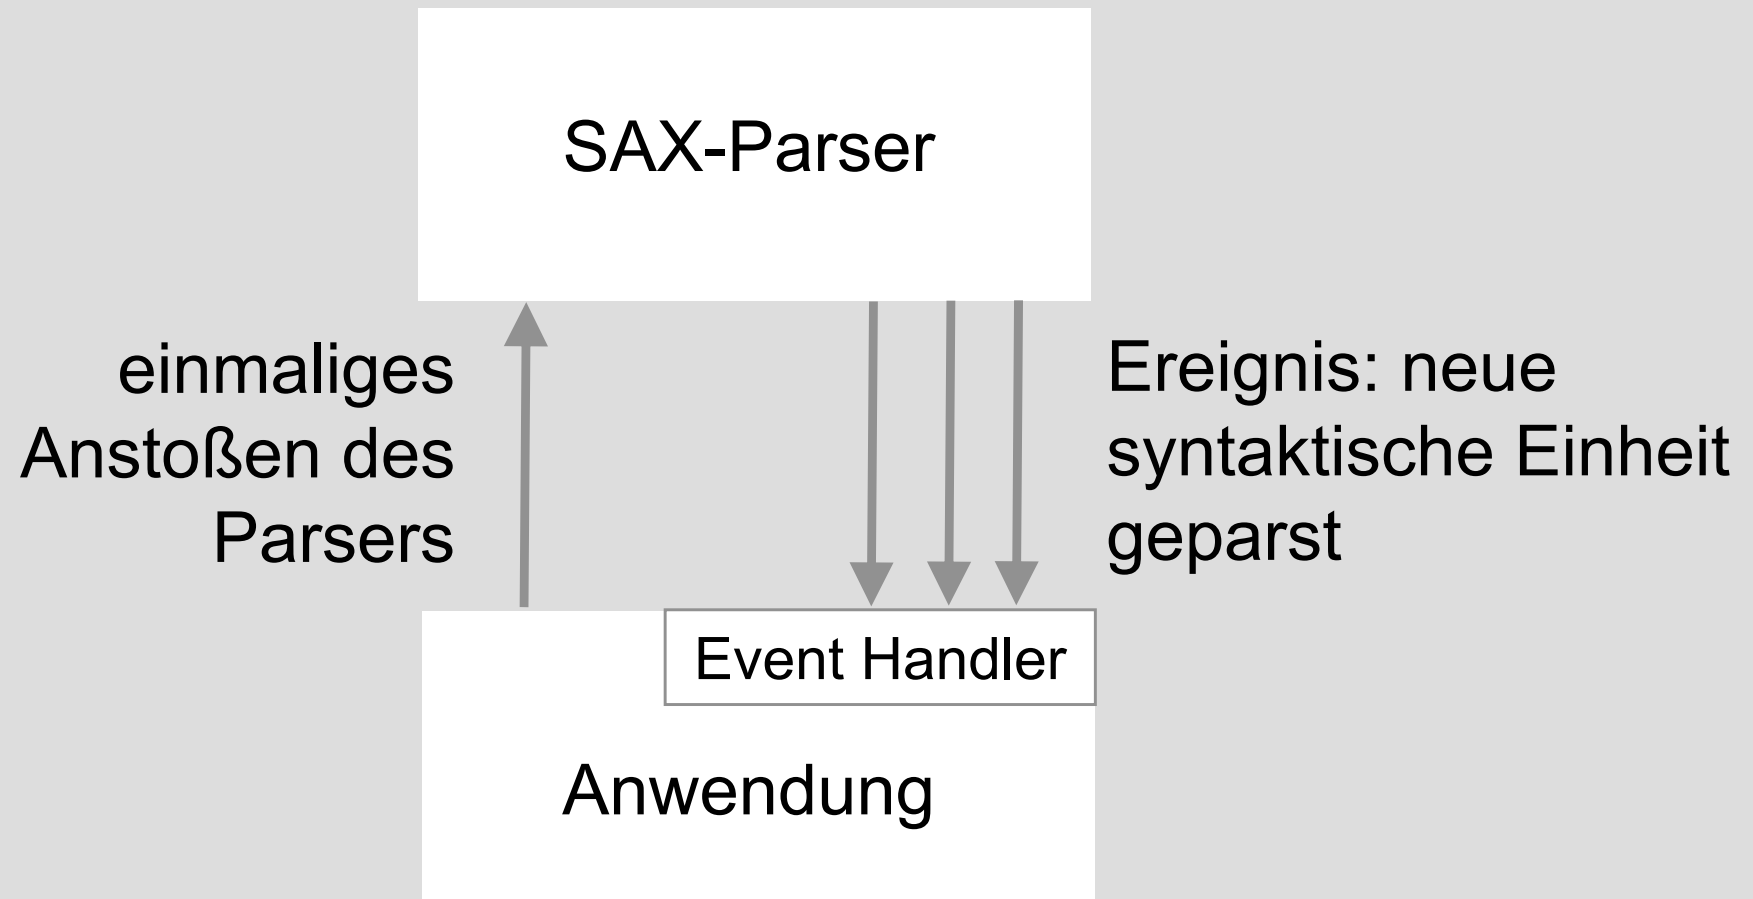 SAX-Parser
einmaliges
Anstoßen des
Parsers
Ereignis: neue
syntaktische Einheit
geparst
Event Handler
Anwendung